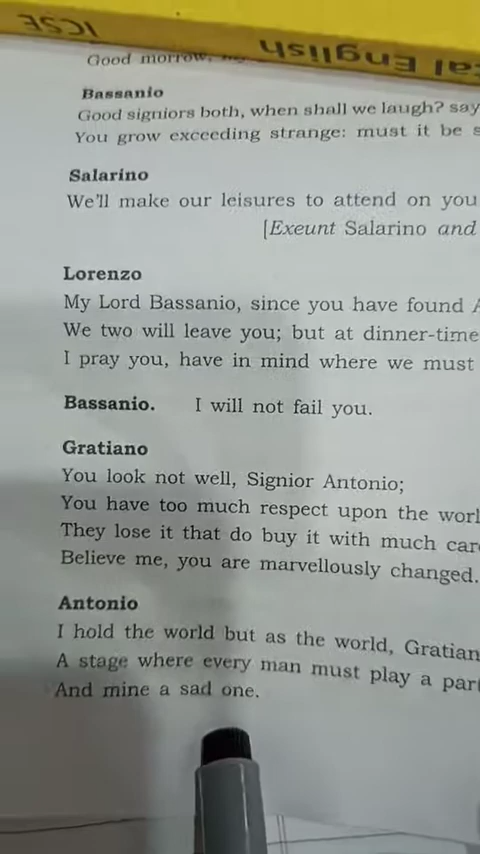 ICSE
al English
Good morrow,
Bassanio
Good signiors both, when shall we laugh? say
You grow exceeding strange: must it be s
Salarino
We'll make our leisures to attend on you
[Exeunt Salarino and
Lorenzo
My Lord Bassanio, since you have found A
We two will leave you; but at dinner-time
I pray you, have in mind where we must
Bassanio. I will not fail you.
Gratiano
You look not well, Signior Antonio;
You have too much respect upon the worl
They lose it that do buy it with much car
Believe me, you are marvellously changed.
Antonio
I hold the world but as the world, Gratian
A stage where every man must play a par
And mine a sad one.